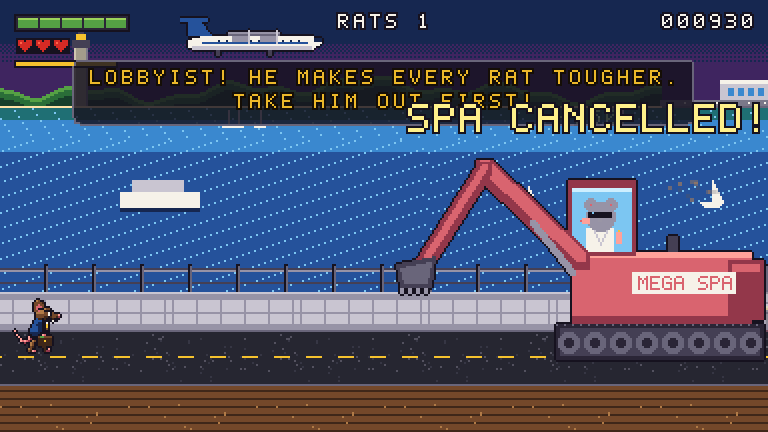 RATS 1
000930
LOBBYIST! HE MAKES EVERY RAT TOUGHER.
TAKE HIM OUT FIRST!
SPA CANCELLED!
MEGA SPA